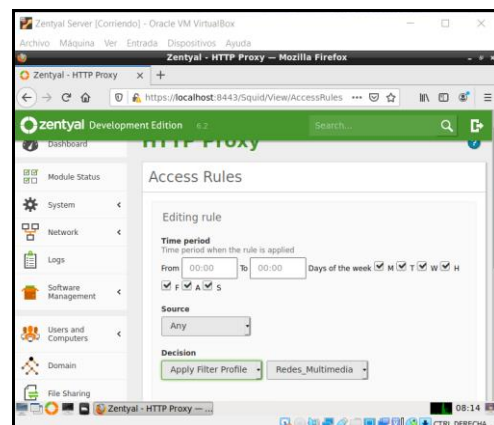 Zentyal Server [Corriendo] - Oracle VM VirtualBox
Archivo Máquina Ver Entrada Dispositivos Ayuda
Zentyal - HTTP Proxy — Mozilla Firefox
Zentyal - HTTP Proxy
https://localhost:8443/Squid/View/AccessRules
zentyal Development Edition 6.2 Search...
Dashboard
HTTP Proxy
Module Status
Access Rules
System
Editing rule
Network
Time period
Time period when the rule is applied
Logs
From 00:00 To 00:00 Days of the week M T W H
F A S
Software Management
Source
Any
Users and Computers
Decision
Domain
Apply Filter Profile Redes_Multimedia
File Sharing
Zentyal - HTTP Proxy — ...
08:14
CTRL DERECHA